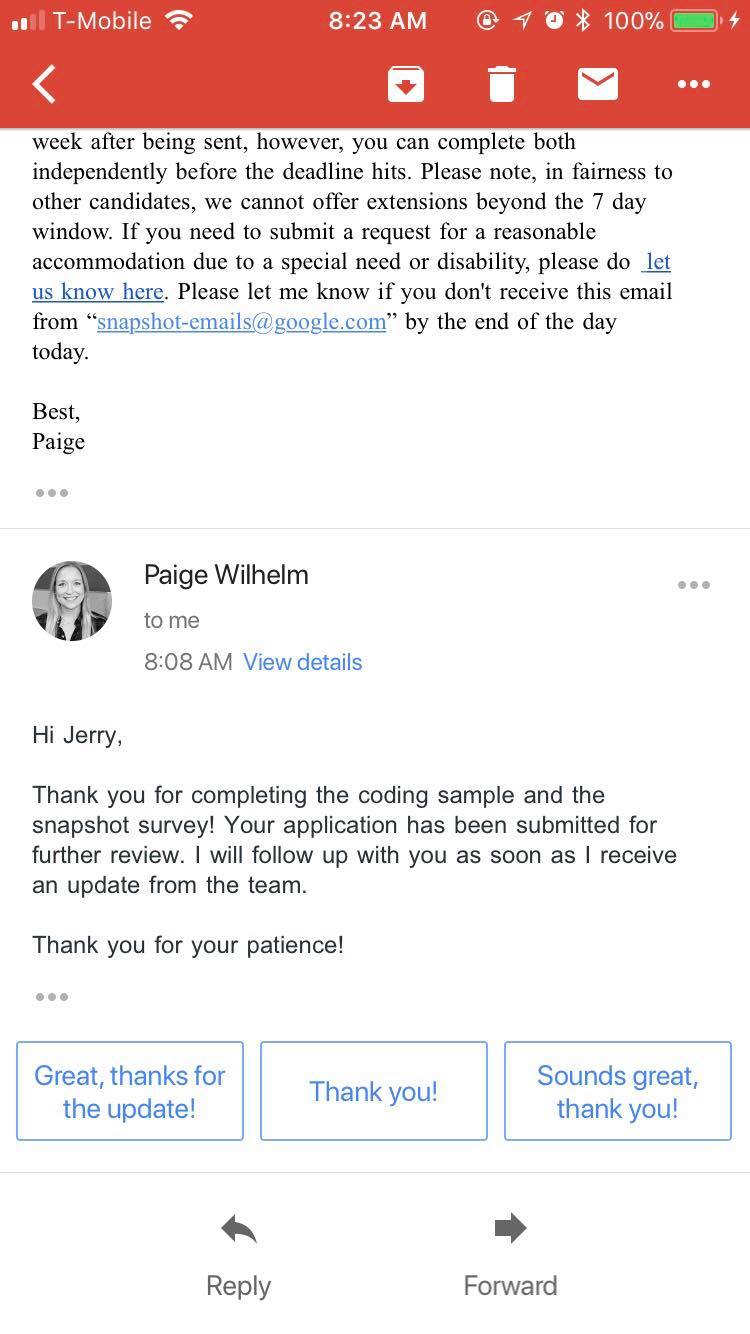 T-Mobile 8:23 AM 100%
week after being sent, however, you can complete both
independently before the deadline hits. Please note, in fairness to
other candidates, we cannot offer extensions beyond the 7 day
window. If you need to submit a request for a reasonable
accommodation due to a special need or disability, please do let
us know here. Please let me know if you don't receive this email
from “snapshot-emails@google.com” by the end of the day
today.
Best,
Paige
Paige Wilhelm
to me
8:08 AM View details
Hi Jerry,
Thank you for completing the coding sample and the
snapshot survey! Your application has been submitted for
further review. I will follow up with you as soon as I receive
an update from the team.
Thank you for your patience!
Great, thanks for
the update!
Thank you!
Sounds great,
thank you!
Reply
Forward